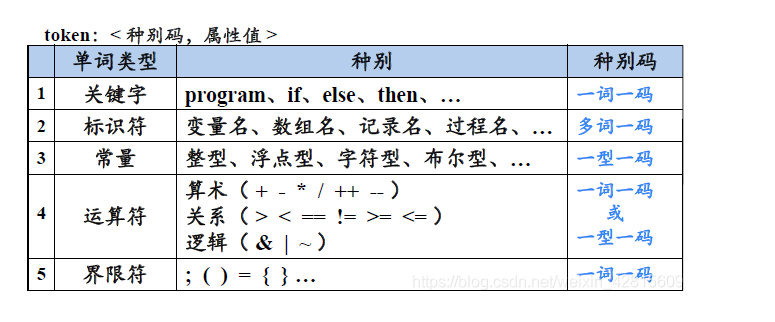 token：< 种别码，属性值 >
单词类型 种别 种别码
1 关键字 program、if、else、then、… 一词一码
2 标识符 变量名、数组名、记录名、过程名、… 多词一码
3 常量 整型、浮点型、字符型、布尔型、… 一型一码
4 运算符 算术（ + - * / ++ -- ） 一词一码
关系（ > < == != >= <= ） 或
逻辑（ & | ~ ） 一型一码
5 界限符 ; ( ) = { } … 一词一码
https://blog.csdn.net/weixin_42815609